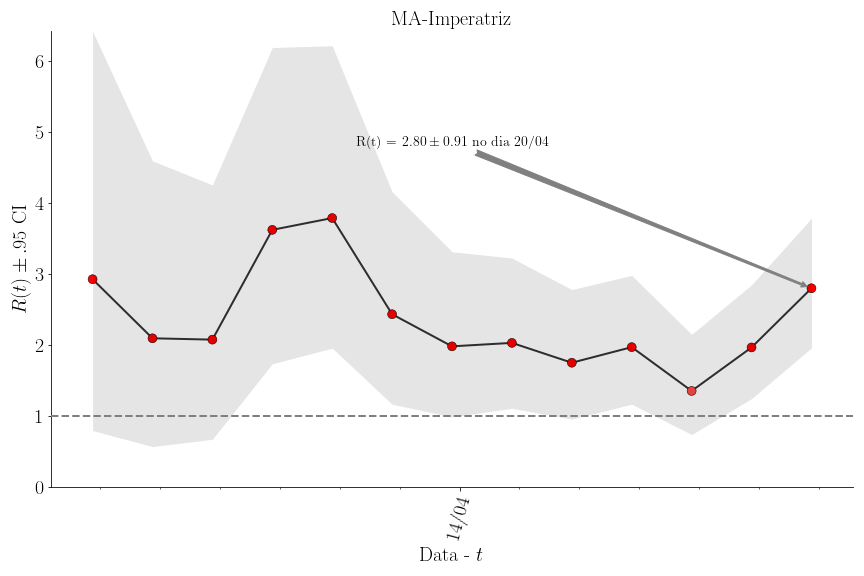 MA-Imperatriz
6
5
R(t) = 2.80 ± 0.91 no dia 20/04
4
3
2
1
0
R(t) ± .95 CI
14/04
Data - t